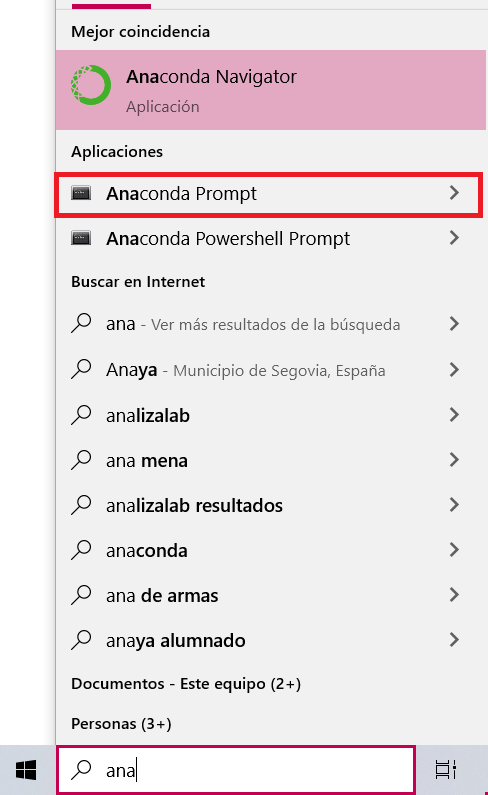 Mejor coincidencia
Anaconda Navigator
Aplicación
Aplicaciones
Anaconda Prompt
Anaconda Powershell Prompt
Buscar en Internet
ana - Ver más resultados de la búsqueda
Anaya - Municipio de Segovia, España
analizalab
ana mena
analizalab resultados
anaconda
ana de armas
anaya alumnado
Documentos - Este equipo (2+)
Personas (3+)
ana